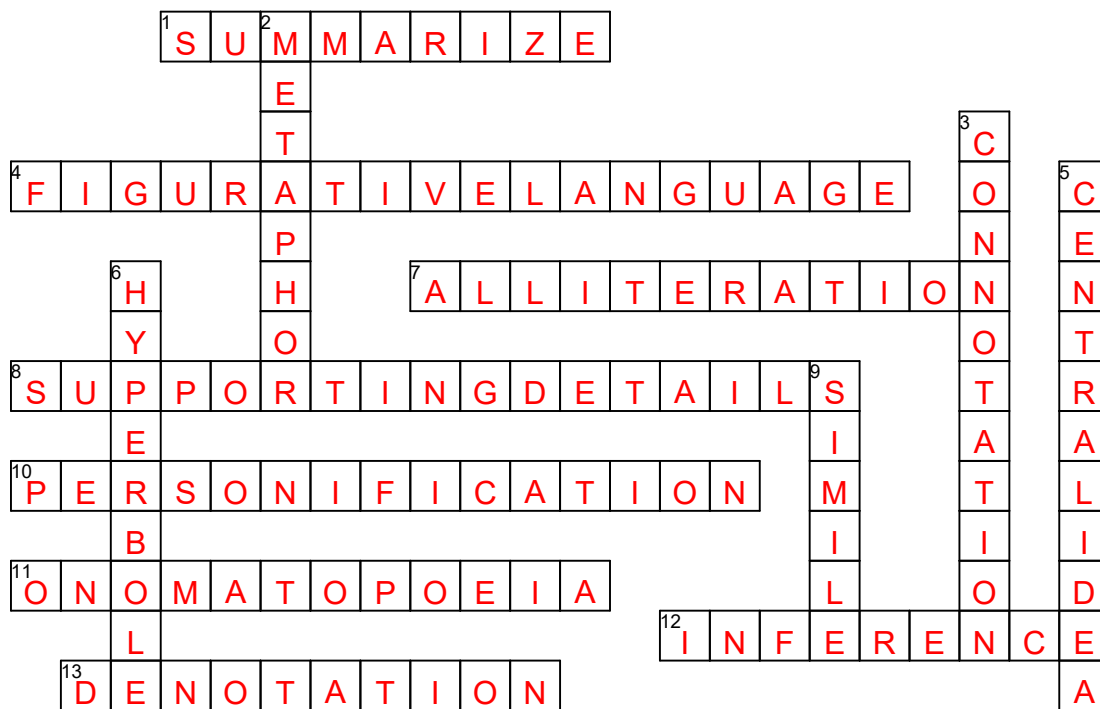 1 SUMMARIZE
2 METAPHOR
3 CONNOTATION
4 FIGURATIVELANGUAGE
5 CENTRALIDEA
6 HYPERBOLE
7 ALLITERATION
8 SUPPORTINGDETAILS
9 SIMILE
10 PERSONIFICATION
11 ONOMATOPOEIA
12 INFERENCE
13 DENOTATION